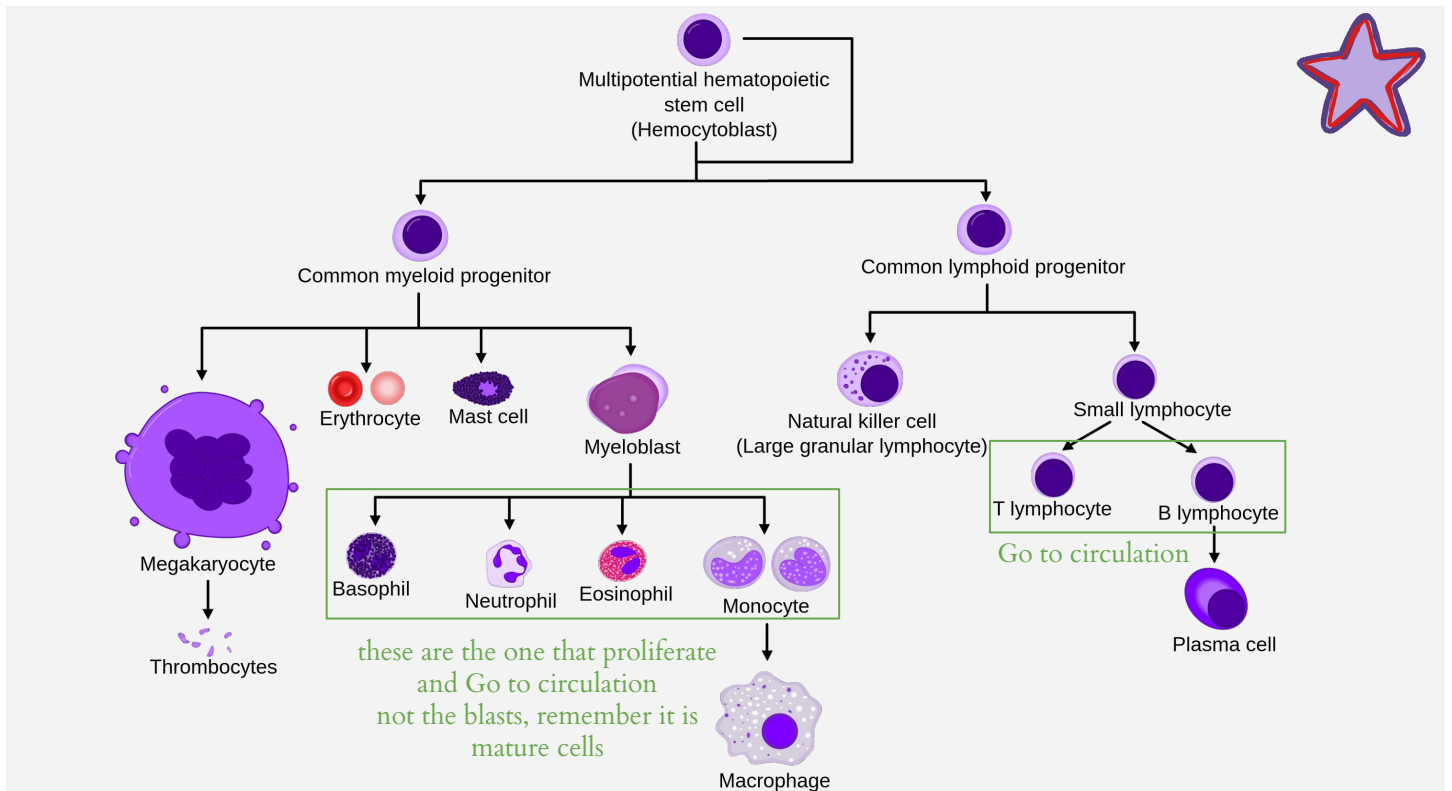 Multipotential hematopoietic
stem cell
(Hemocytoblast)
Common myeloid progenitor
Common lymphoid progenitor
Erythrocyte
Mast cell
Myeloblast
Natural killer cell
(Large granular lymphocyte)
Small lymphocyte
T lymphocyte
B lymphocyte
Go to circulation
Megakaryocyte
Basophil
Neutrophil
Eosinophil
Monocyte
Thrombocytes
these are the one that proliferate
and Go to circulation
not the blasts, remember it is
mature cells
Plasma cell
Macrophage